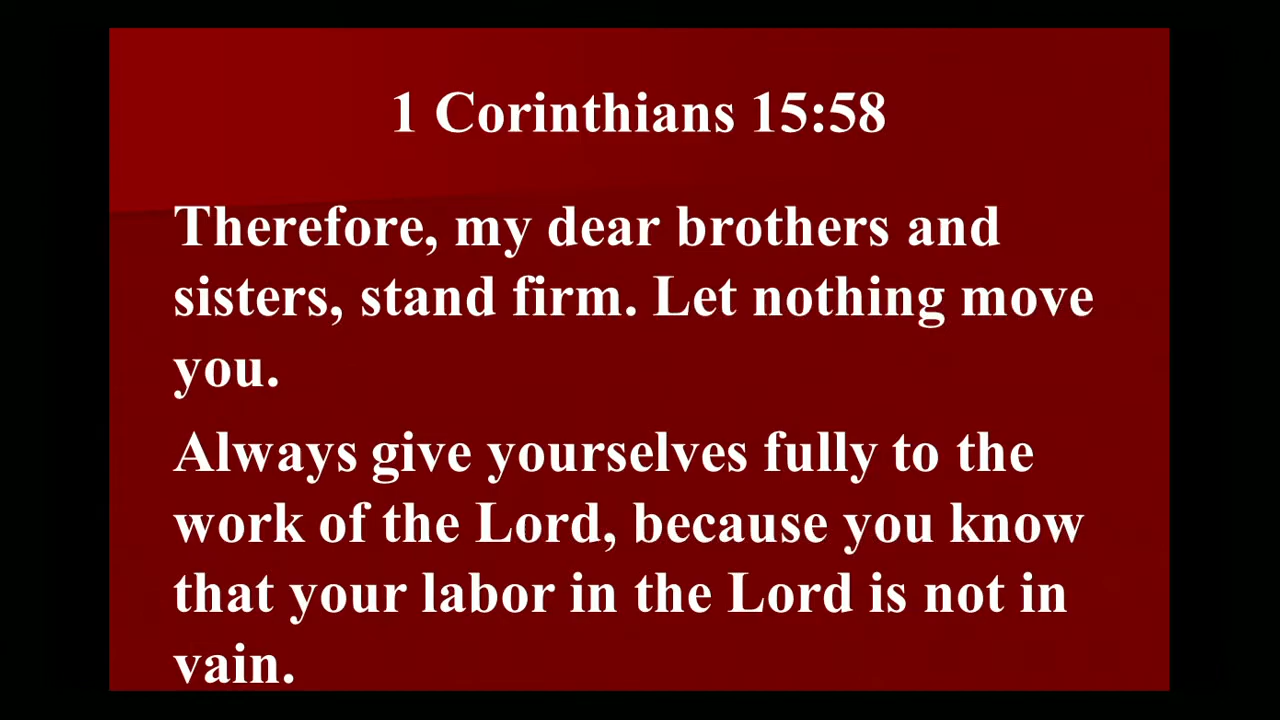 1 Corinthians 15:58
Therefore, my dear brothers and
sisters, stand firm. Let nothing move
you.
Always give yourselves fully to the
work of the Lord, because you know
that your labor in the Lord is not in
vain.